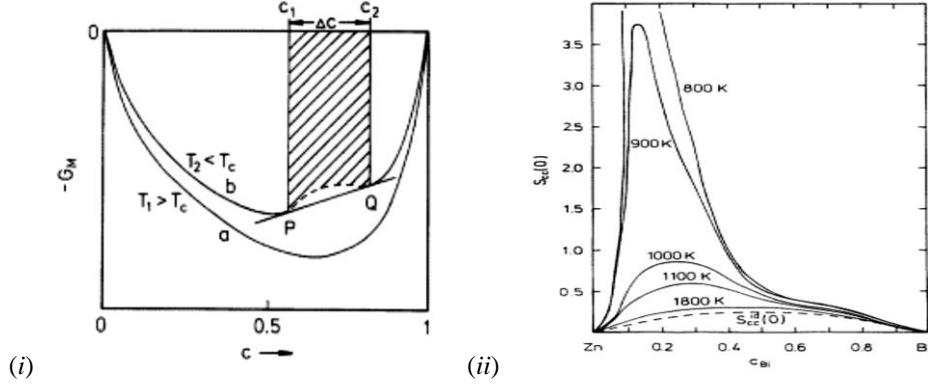 c₁ c₂
Δc
0
-G_M
T₂ < T_c
b
T₁ > T_c
a
P
Q
0 0.5 1
c
(i)
3.5
3.0
2.5
2.0
1.5
1.0
0.5
S_cc(0)
800 K
900 K
1000 K
1100 K
1800 K
S_cc^id(0)
Zn 0.2 0.4 0.6 0.8 B
c_Bi
(ii)